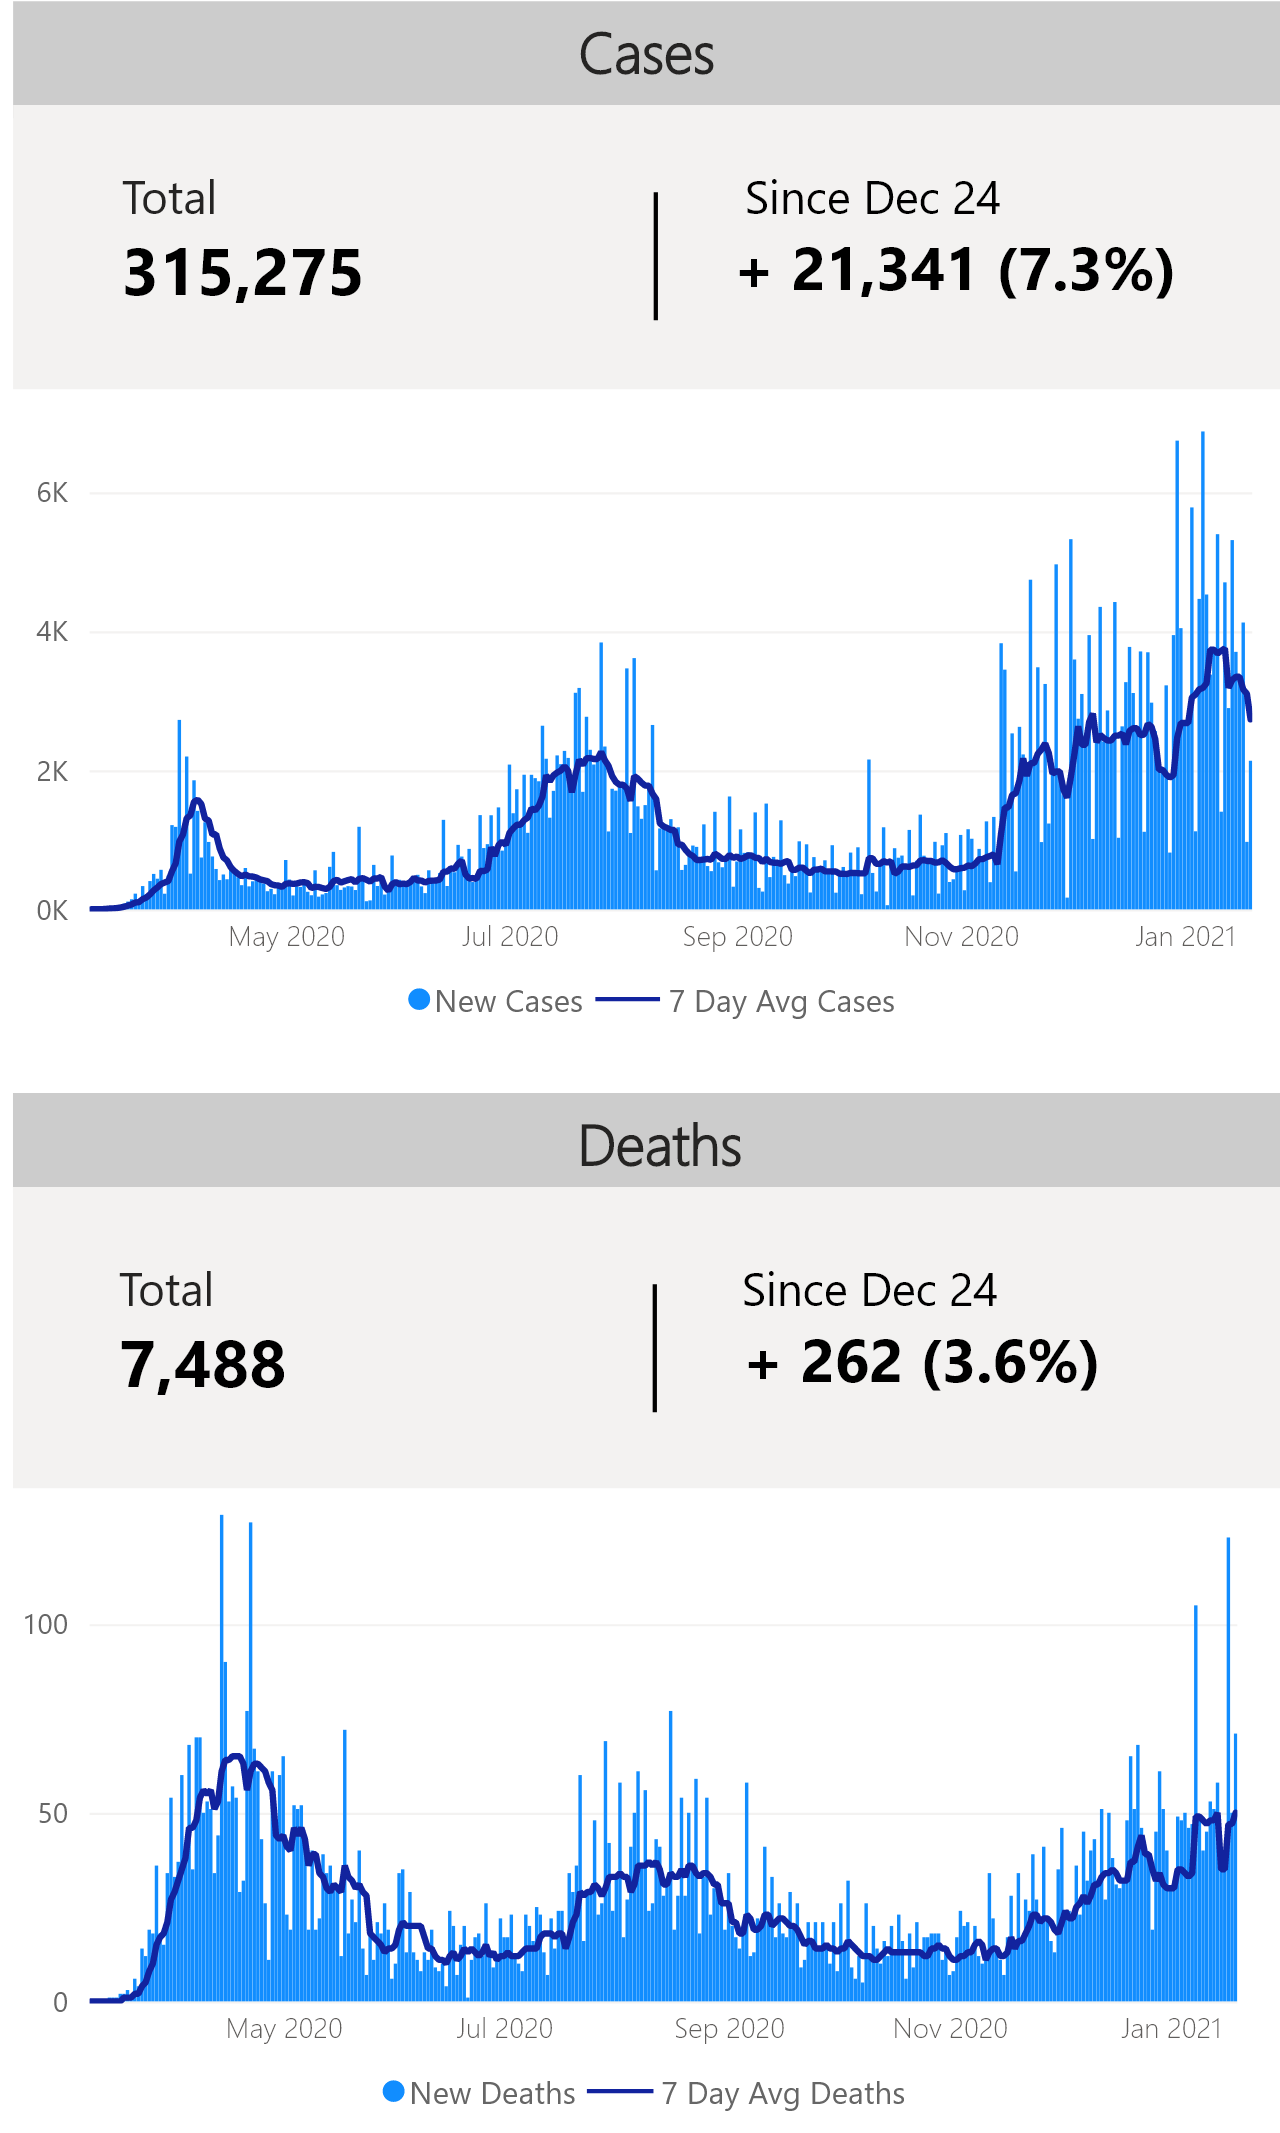 Cases
Total
Since Dec 24
315,275
+ 21,341 (7.3%)
6K
4K
2K
0K
May 2020
Jul 2020
Sep 2020
Nov 2020
Jan 2021
New Cases
7 Day Avg Cases
Deaths
Total
Since Dec 24
7,488
+ 262 (3.6%)
100
50
0
May 2020
Jul 2020
Sep 2020
Nov 2020
Jan 2021
New Deaths
7 Day Avg Deaths